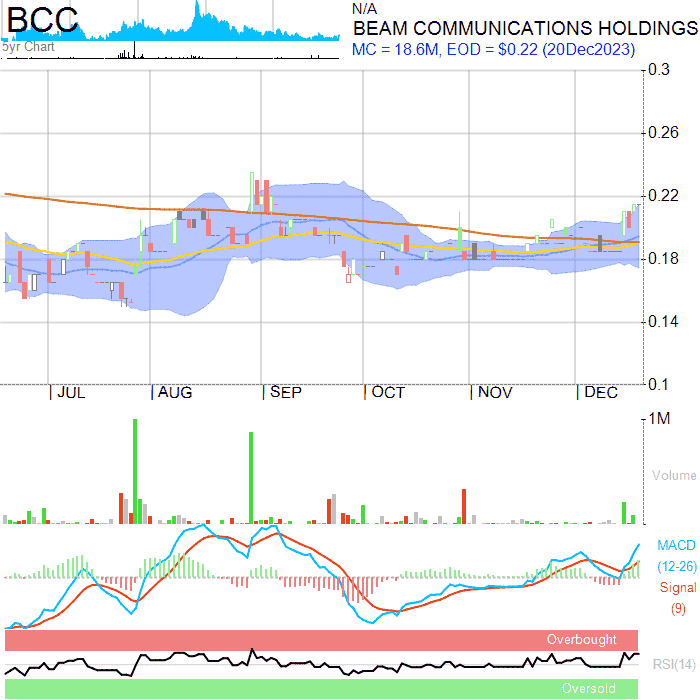 BCC
5yr Chart
N/A
BEAM COMMUNICATIONS HOLDINGS
MC = 18.6M, EOD = $0.22 (20Dec2023)
0.3
0.26
0.22
0.18
0.14
0.1
JUL AUG SEP OCT NOV DEC
1M
Volume
MACD
(12-26)
Signal
(9)
Overbought
RSI(14)
Oversold